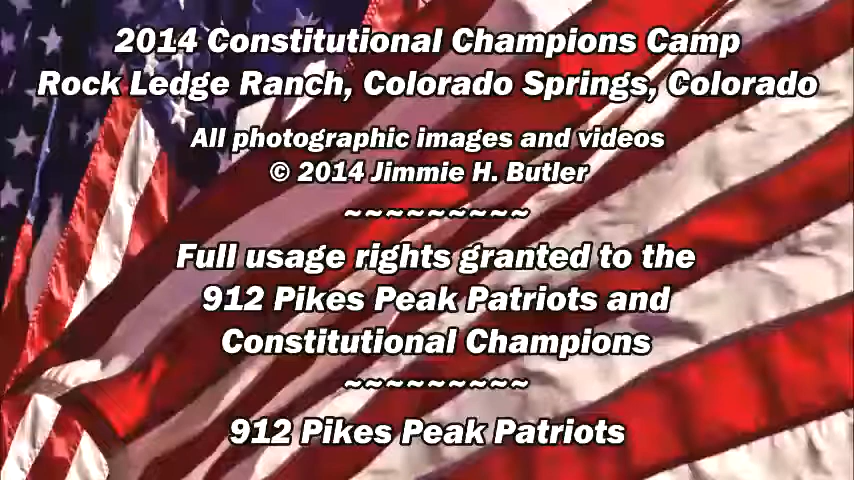 2014 Constitutional Champions Camp
Rock Ledge Ranch, Colorado Springs, Colorado
All photographic images and videos
© 2014 Jimmie H. Butler
~~~~~~~~~
Full usage rights granted to the
912 Pikes Peak Patriots and
Constitutional Champions
~~~~~~~~~
912 Pikes Peak Patriots